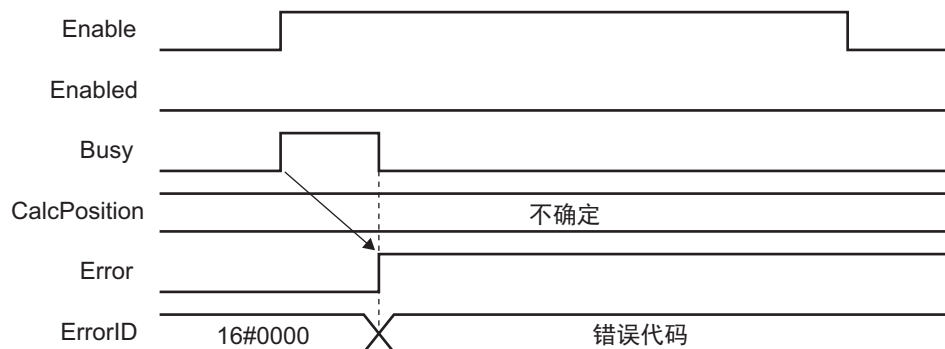 Enable
Enabled
Busy
CalcPosition
不确定
Error
ErrorID
16#0000
错误代码